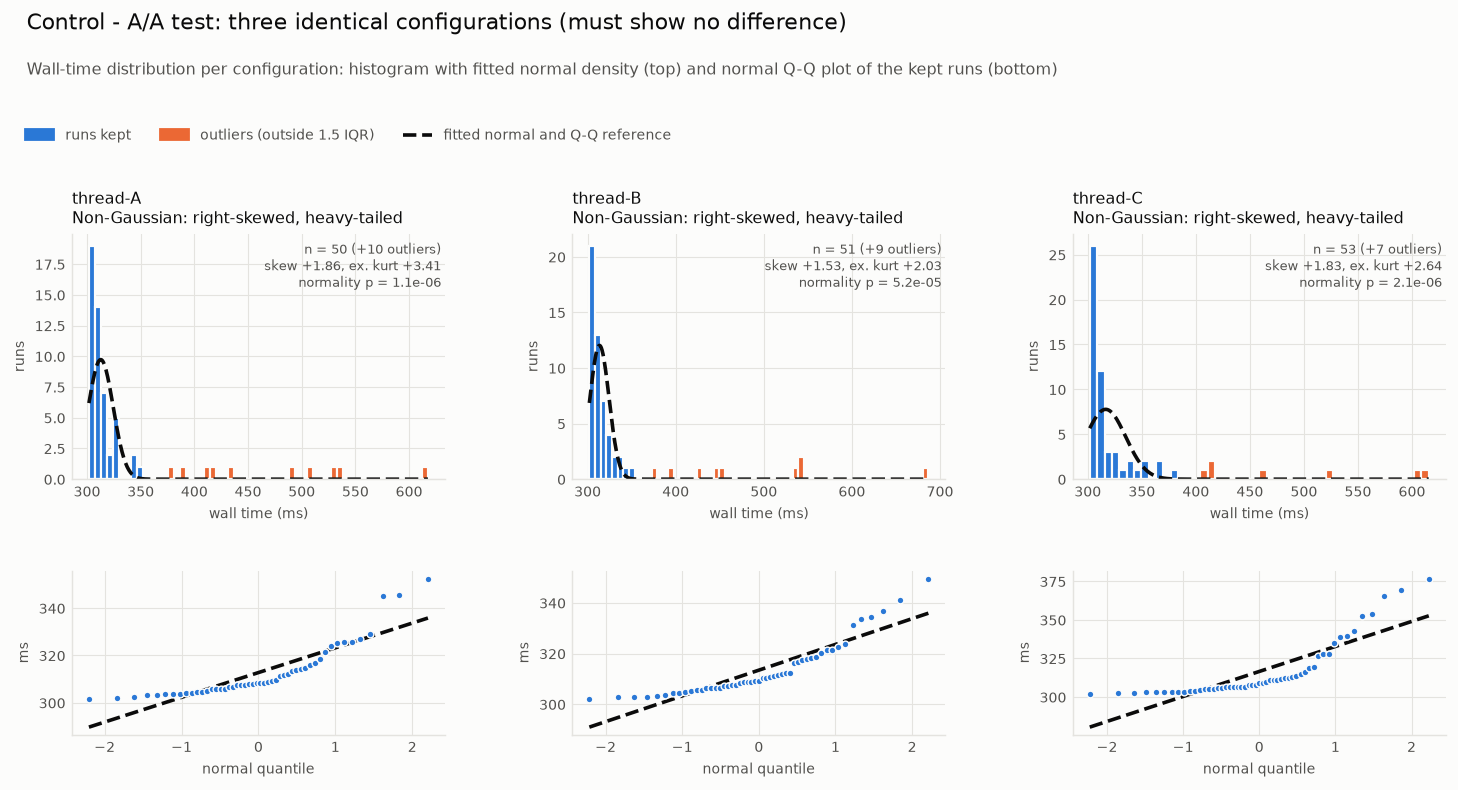 Control - A/A test: three identical configurations (must show no difference)
Wall-time distribution per configuration: histogram with fitted normal density (top) and normal Q-Q plot of the kept runs (bottom)
runs kept
outliers (outside 1.5 IQR)
fitted normal and Q-Q reference
thread-A
Non-Gaussian: right-skewed, heavy-tailed
n = 50 (+10 outliers)
skew +1.86, ex. kurt +3.41
normality p = 1.1e-06
17.5
15.0
12.5
10.0
7.5
5.0
2.5
0.0
runs
300 350 400 450 500 550 600
wall time (ms)
thread-B
Non-Gaussian: right-skewed, heavy-tailed
n = 51 (+9 outliers)
skew +1.53, ex. kurt +2.03
normality p = 5.2e-05
20
15
10
5
0
runs
300 400 500 600 700
wall time (ms)
thread-C
Non-Gaussian: right-skewed, heavy-tailed
n = 53 (+7 outliers)
skew +1.83, ex. kurt +2.64
normality p = 2.1e-06
25
20
15
10
5
0
runs
300 350 400 450 500 550 600
wall time (ms)
340
320
300
ms
−2 −1 0 1 2
normal quantile
340
320
300
ms
−2 −1 0 1 2
normal quantile
375
350
325
300
ms
−2 −1 0 1 2
normal quantile